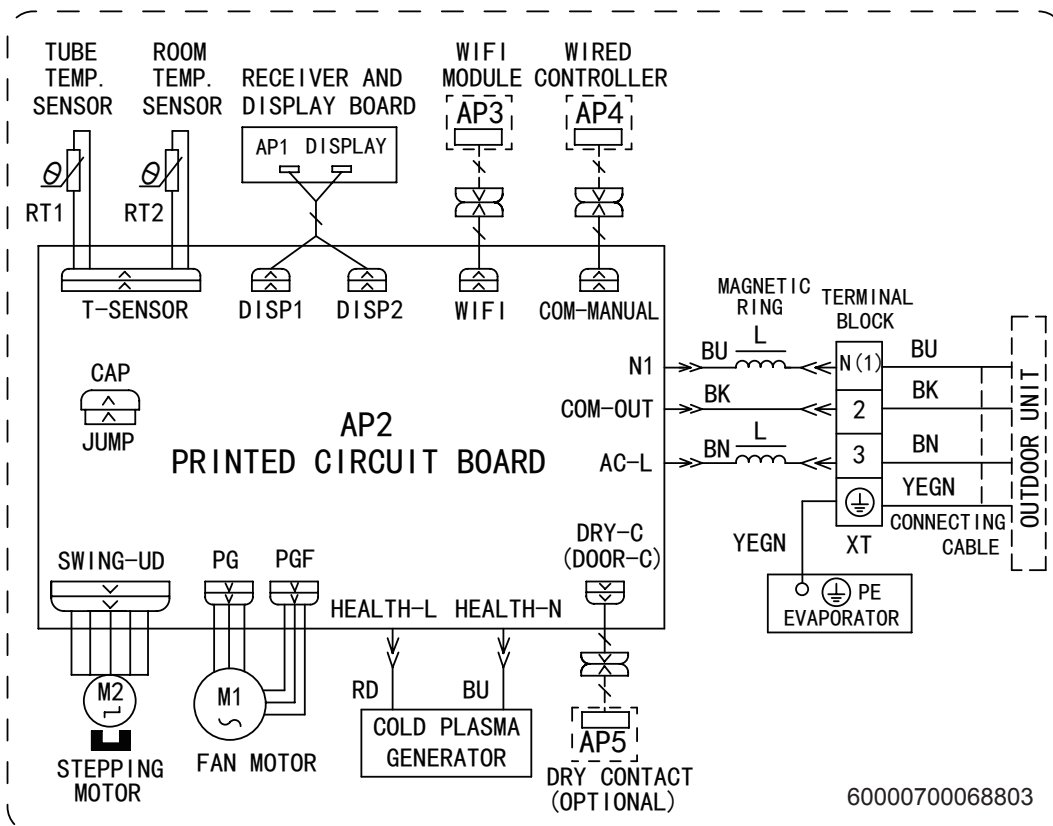 TUBE TEMP. SENSOR
ROOM TEMP. SENSOR
RECEIVER AND DISPLAY BOARD
WIFI MODULE
WIRED CONTROLLER
AP1 DISPLAY
AP3
AP4
θ
θ
RT1
RT2
T-SENSOR
DISP1
DISP2
WIFI
COM-MANUAL
MAGNETIC RING
TERMINAL BLOCK
CAP
JUMP
AP2
PRINTED CIRCUIT BOARD
N1
BU
L
N(1)
BU
COM-OUT
BK
2
BK
AC-L
BN
L
3
BN
YEGN
XT
CONNECTING CABLE
OUTDOOR UNIT
YEGN
PE
EVAPORATOR
SWING-UD
PG
PGF
HEALTH-L
HEALTH-N
DRY-C
(DOOR-C)
M2
STEPPING MOTOR
M1
FAN MOTOR
RD
BU
COLD PLASMA
GENERATOR
AP5
DRY CONTACT
(OPTIONAL)
60000700068803